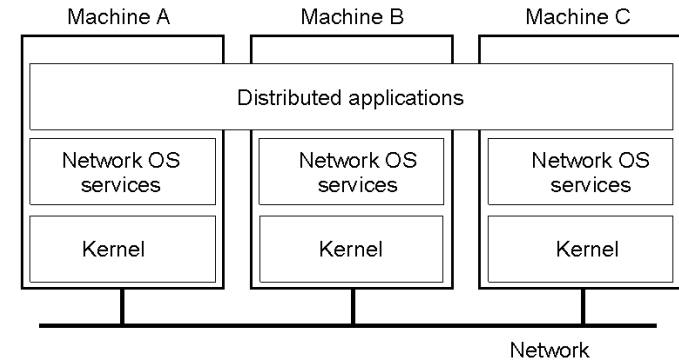 Machine A
Machine B
Machine C
Distributed applications
Network OS
services
Network OS
services
Network OS
services
Kernel
Kernel
Kernel
Network